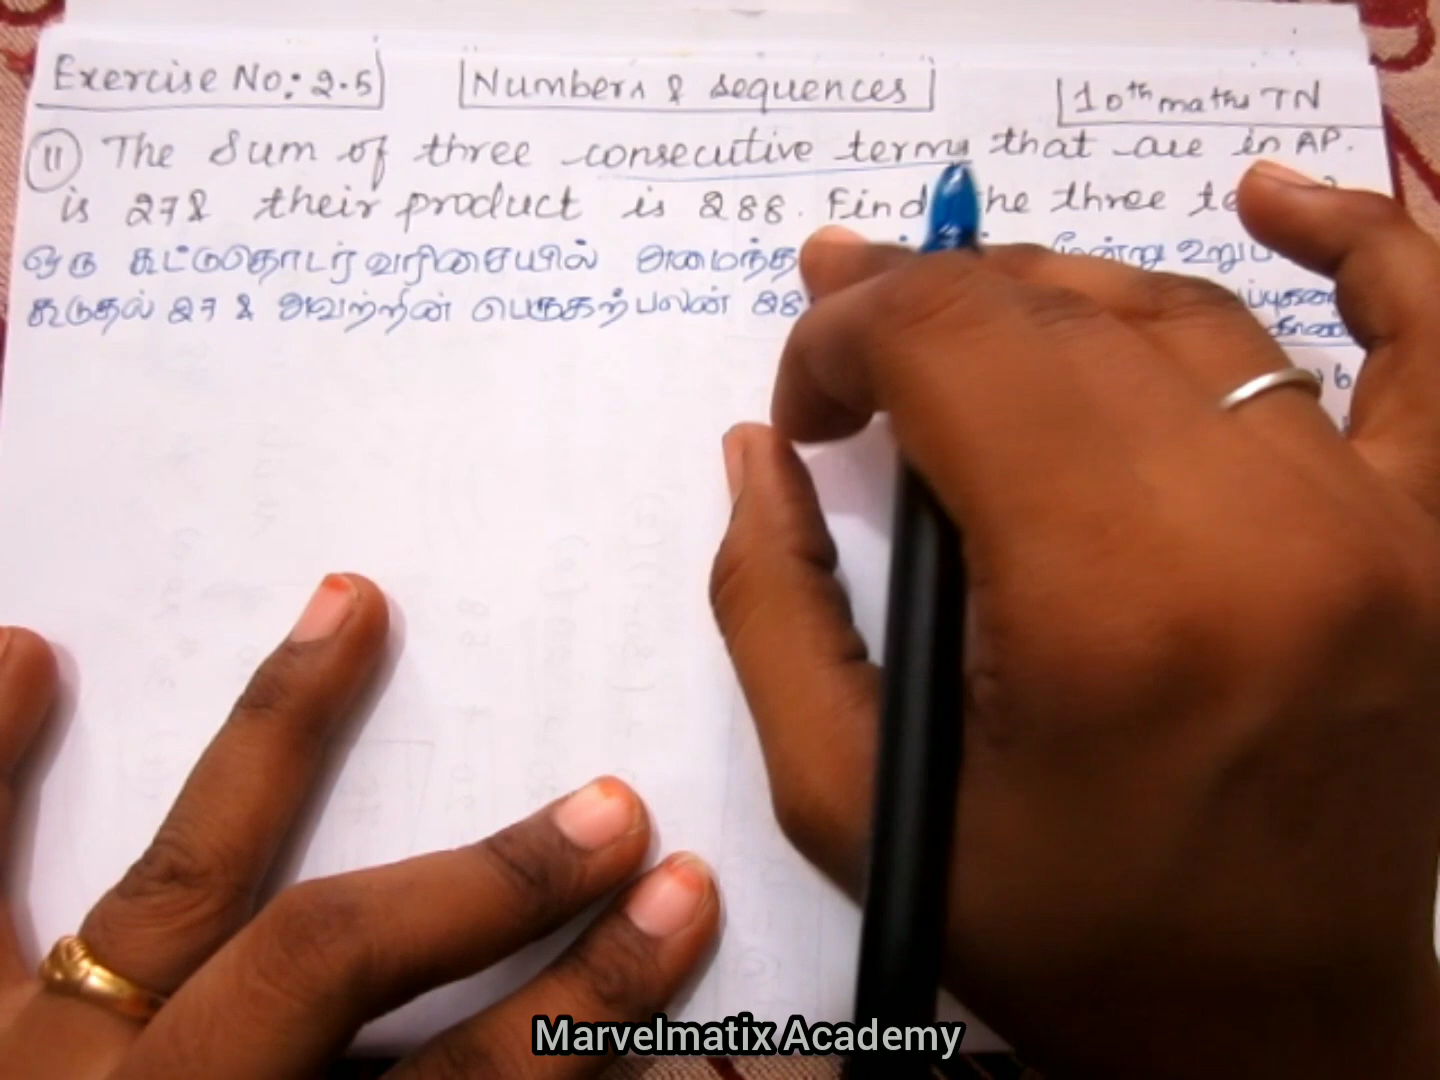 Exercise No: 2.5
Numbers & sequences
10th maths TN
11 The Sum of three consecutive terms that are in AP.
is 27 & their product is 288. Find the three
ஒரு கூட்டுதொடர் வரிசையில் அமைந்த
கூடுதல் 27 & அவற்றின் பெருகற்பலன்
Marvelmatix Academy